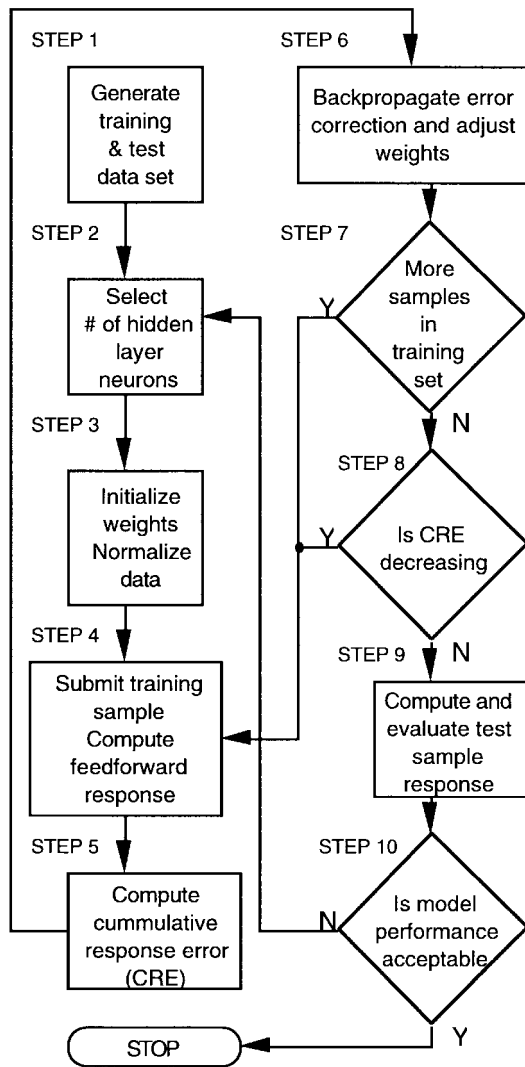 STEP 1
Generate
training
& test
data set
STEP 2
Select
# of hidden
layer
neurons
STEP 3
Initialize
weights
Normalize
data
STEP 4
Submit training
sample
Compute
feedforward
response
STEP 5
Compute
cummulative
response error
(CRE)
STEP 6
Backpropagate error
correction and adjust
weights
STEP 7
More
samples
in
training
set
Y
N
STEP 8
Is CRE
decreasing
Y
N
STEP 9
Compute and
evaluate test
sample
response
STEP 10
Is model
performance
acceptable
N
Y
STOP